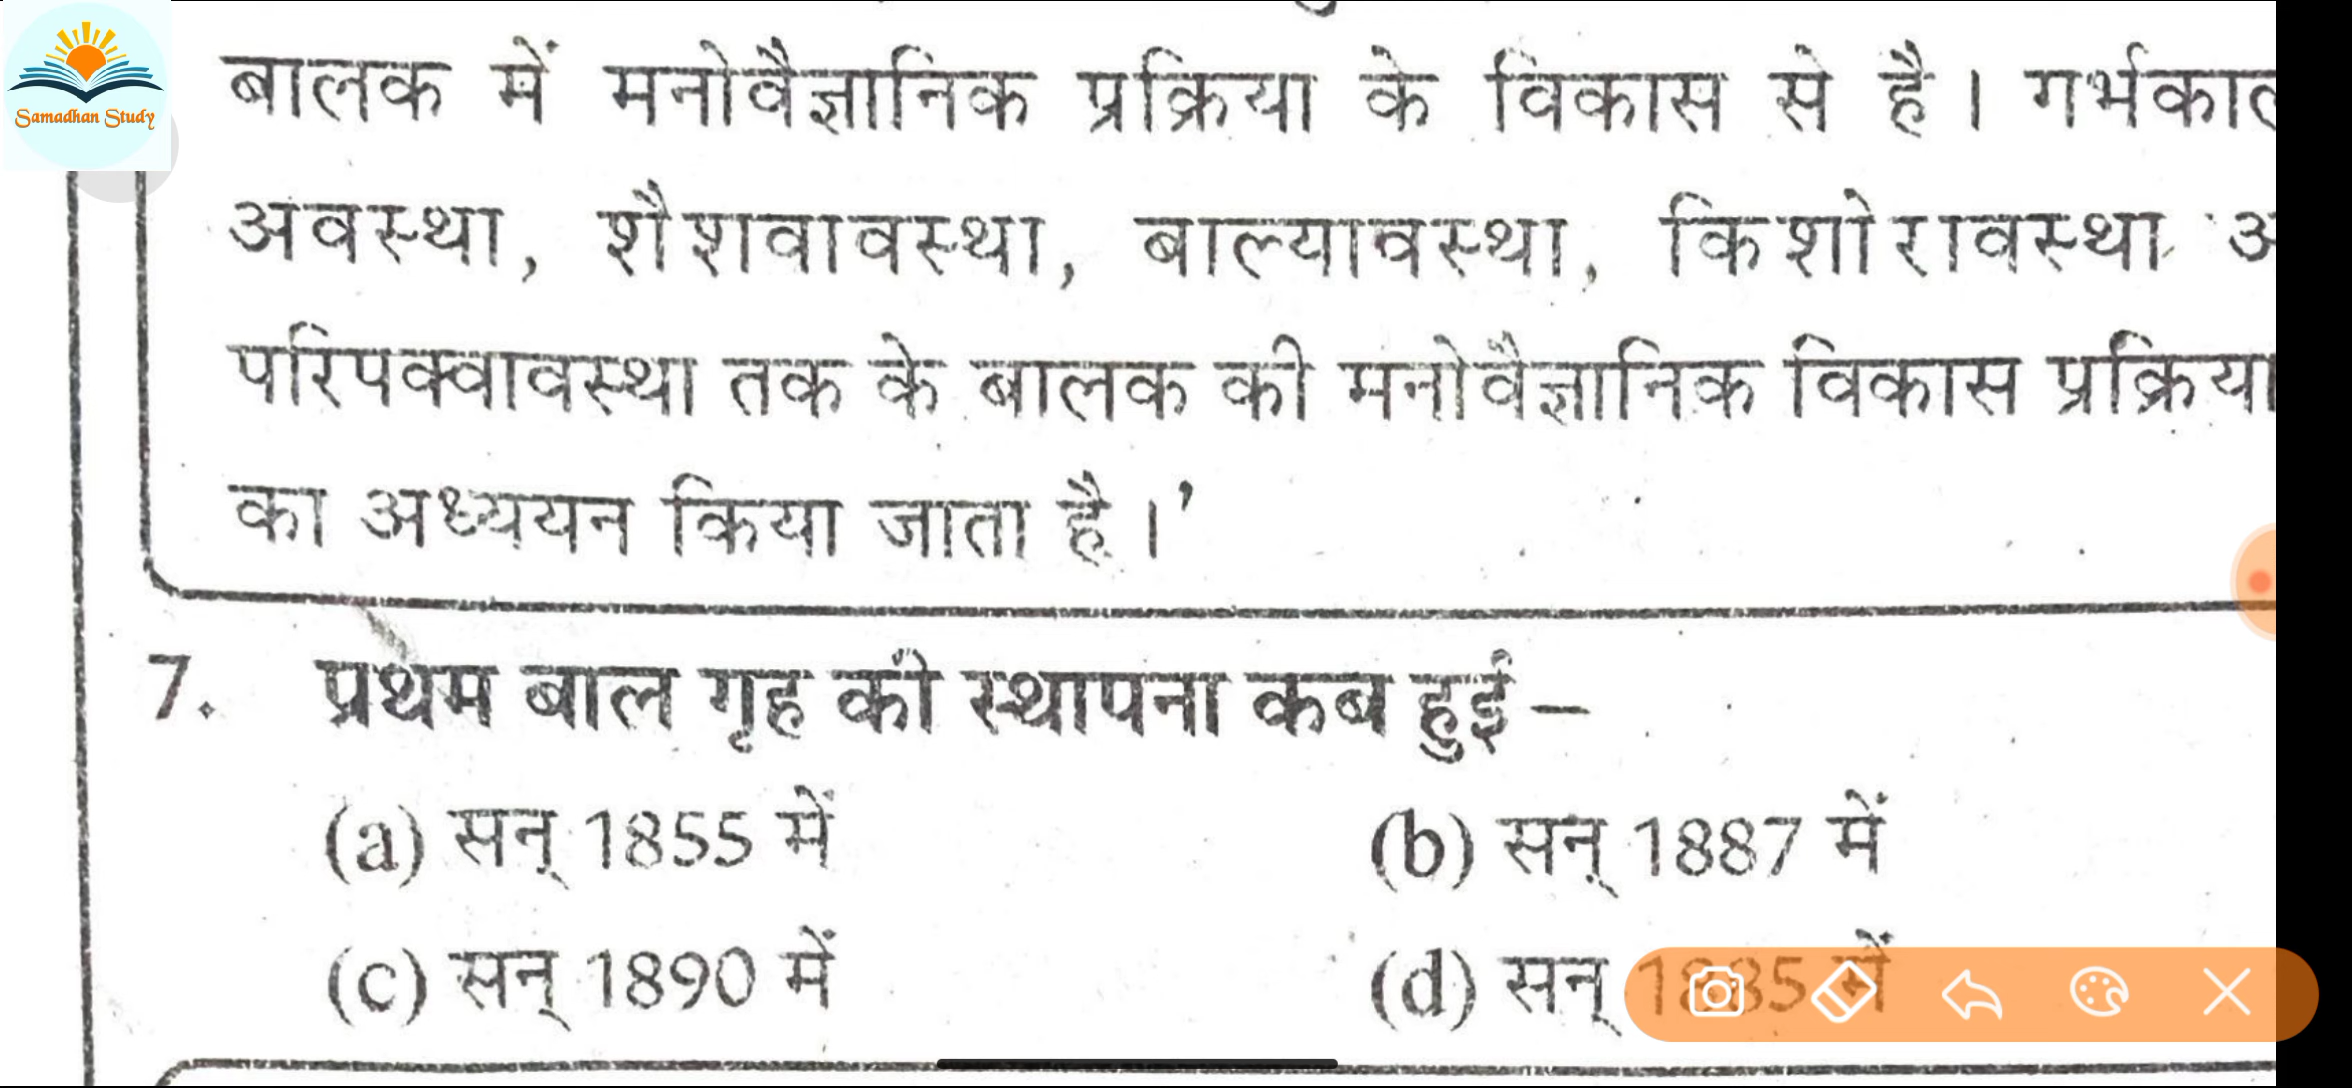 Samadhan Study
बालक में मनोवैज्ञानिक प्रक्रिया के विकास से है। गर्भकाल
अवस्था, शैशवावस्था, बाल्यावस्था, किशोरावस्था अ
परिपक्वावस्था तक के बालक की मनोवैज्ञानिक विकास प्रक्रिया
का अध्ययन किया जाता है।’
7. प्रथम बाल गृह की स्थापना कब हुई –
(a) सन् 1855 में (b) सन् 1887 में
(c) सन् 1890 में (d) सन् 1885 में